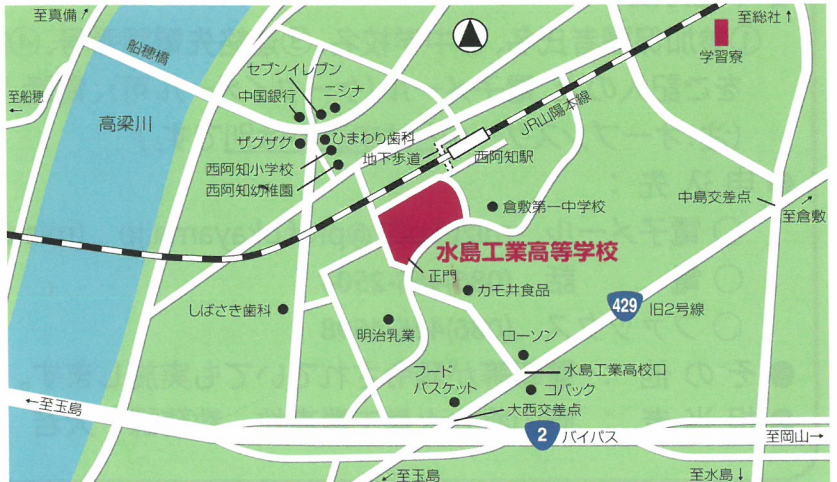 至真備
至総社
船穂橋
学習寮
セブンイレブン
ニシナ
中国銀行
至船穂
高梁川
JR山陽本線
ザグザグ
ひまわり歯科
地下歩道
西阿知駅
西阿知小学校
西阿知幼稚園
中島交差点
至倉敷
倉敷第一中学校
水島工業高等学校
正門
カモ井食品
429
旧2号線
しばさき歯科
明治乳業
ローソン
水島工業高校口
フード
バスケット
コバック
大西交差点
←至玉島
2
バイパス
至岡山→
至玉島
至水島